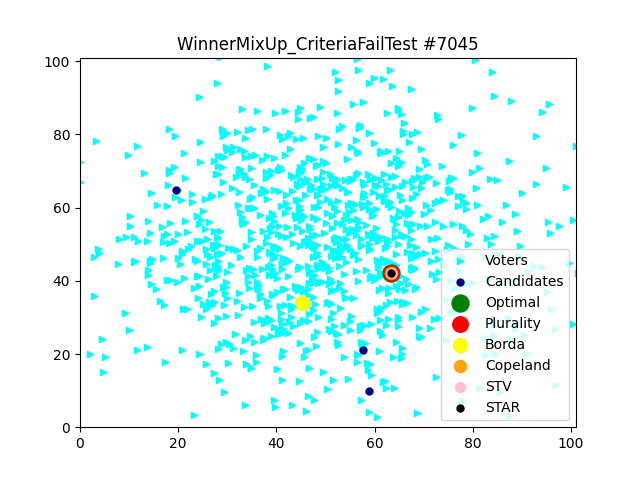 WinnerMixUp_CriteriaFailTest #7045
100
80
60
40
20
0
0 20 40 60 80 100
Voters
Candidates
Optimal
Plurality
Borda
Copeland
STV
STAR